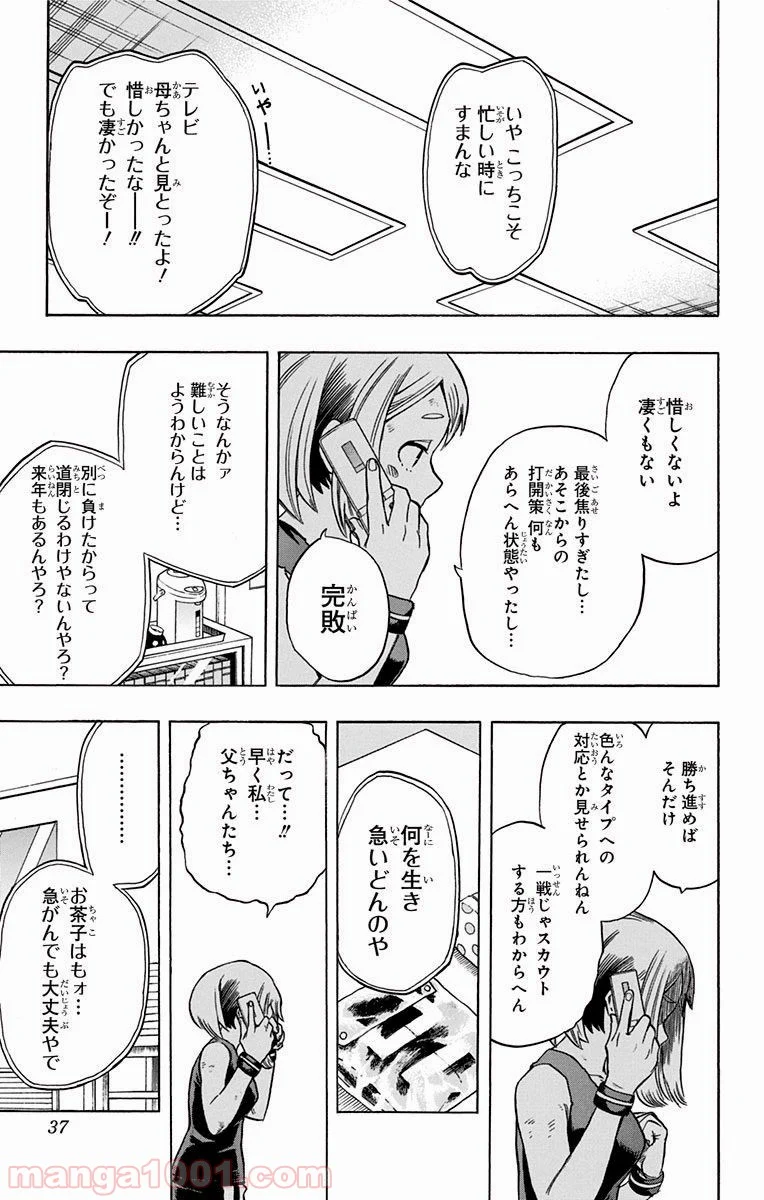 いや こっちこそ
忙しい時に
すまんな
いやーー…
テレビ
母ちゃんと見とったよ！
惜しかったなーー!!
でも凄かったぞー！
惜しくないよ
凄くもない
最後焦りすぎたし…
あそこからの
打開策 何も
あらへん状態やったし…
完敗
そうなんかァ
難しいことは
ようわからんけど…
別に負けたからって
道閉じるわけやないんやろ？
来年もあるんやろ？
勝ち進めば
そんだけ
色んなタイプへの
対応とか見せられんねん
一戦じゃスカウト
する方もわからへん
何を生き
急いどんのや
だって…!!
早く私…
父ちゃんたち…
…………
お茶子はもォ…
急がんでも大丈夫やで
37
manga1001.com